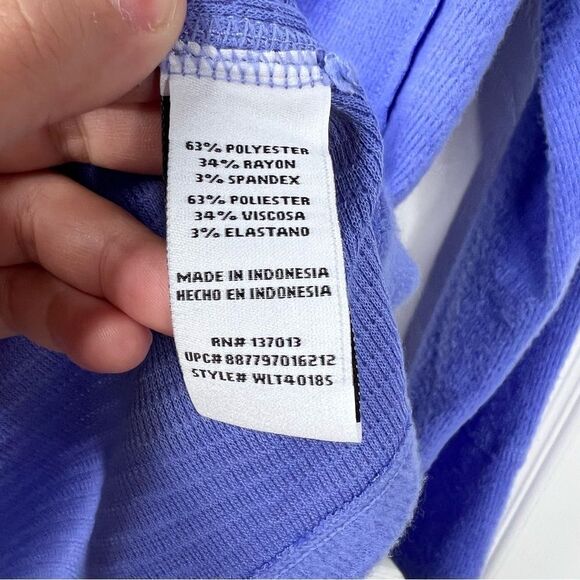 63% POLYESTER
34% RAYON
3% SPANDEX
63% POLIESTER
34% VISCOSA
3% ELASTANO
MADE IN INDONESIA
HECHO EN INDONESIA
RN# 137013
UPC# 887797016212
STYLE# WLT40185